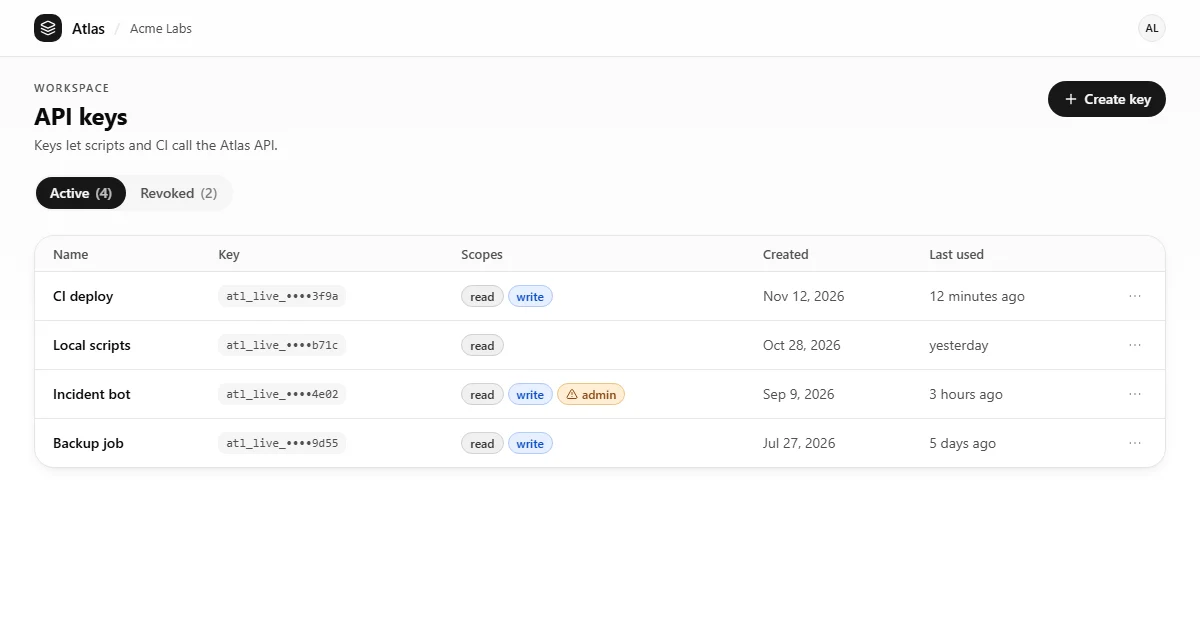 Atlas / Acme Labs AL
WORKSPACE
API keys
Keys let scripts and CI call the Atlas API.
+ Create key
Active (4) Revoked (2)
Name Key Scopes Created Last used
CI deploy atl_live_••••3f9a read write Nov 12, 2026 12 minutes ago ···
Local scripts atl_live_••••b71c read Oct 28, 2026 yesterday ···
Incident bot atl_live_••••4e02 read write admin Sep 9, 2026 3 hours ago ···
Backup job atl_live_••••9d55 read write Jul 27, 2026 5 days ago ···